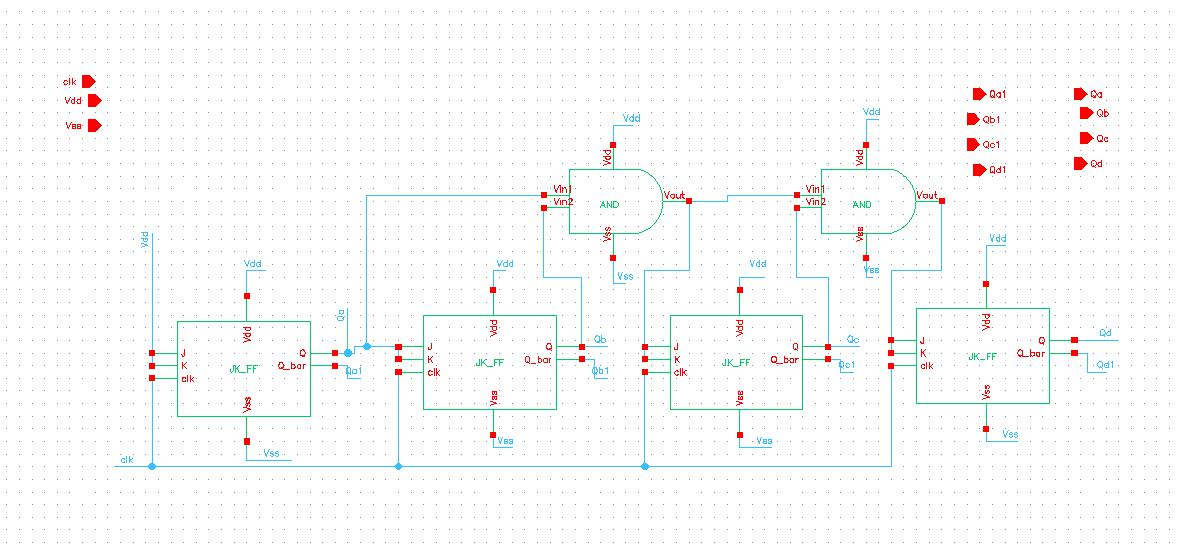 clk
Vdd
Vss
Qa1
Qb1
Qc1
Qd1
Qa
Qb
Qc
Qd
Vdd
Vdd
Vin1
Vin2
AND
Vout
Vss
Vss
Vdd
Vdd
Vin1
Vin2
AND
Vout
Vss
Vss
Vdd
Vdd
Vdd
J
K
clk
JK_FF
Q
Q_bar
Qa
Qa1
Vss
Vss
Vdd
Vdd
J
K
clk
JK_FF
Q
Q_bar
Qb
Qb1
Vss
Vss
Vdd
Vdd
J
K
clk
JK_FF
Q
Q_bar
Qc
Qc1
Vss
Vss
Vdd
Vdd
J
K
clk
JK_FF
Q
Q_bar
Qd
Qd1
Vss
Vss
clk